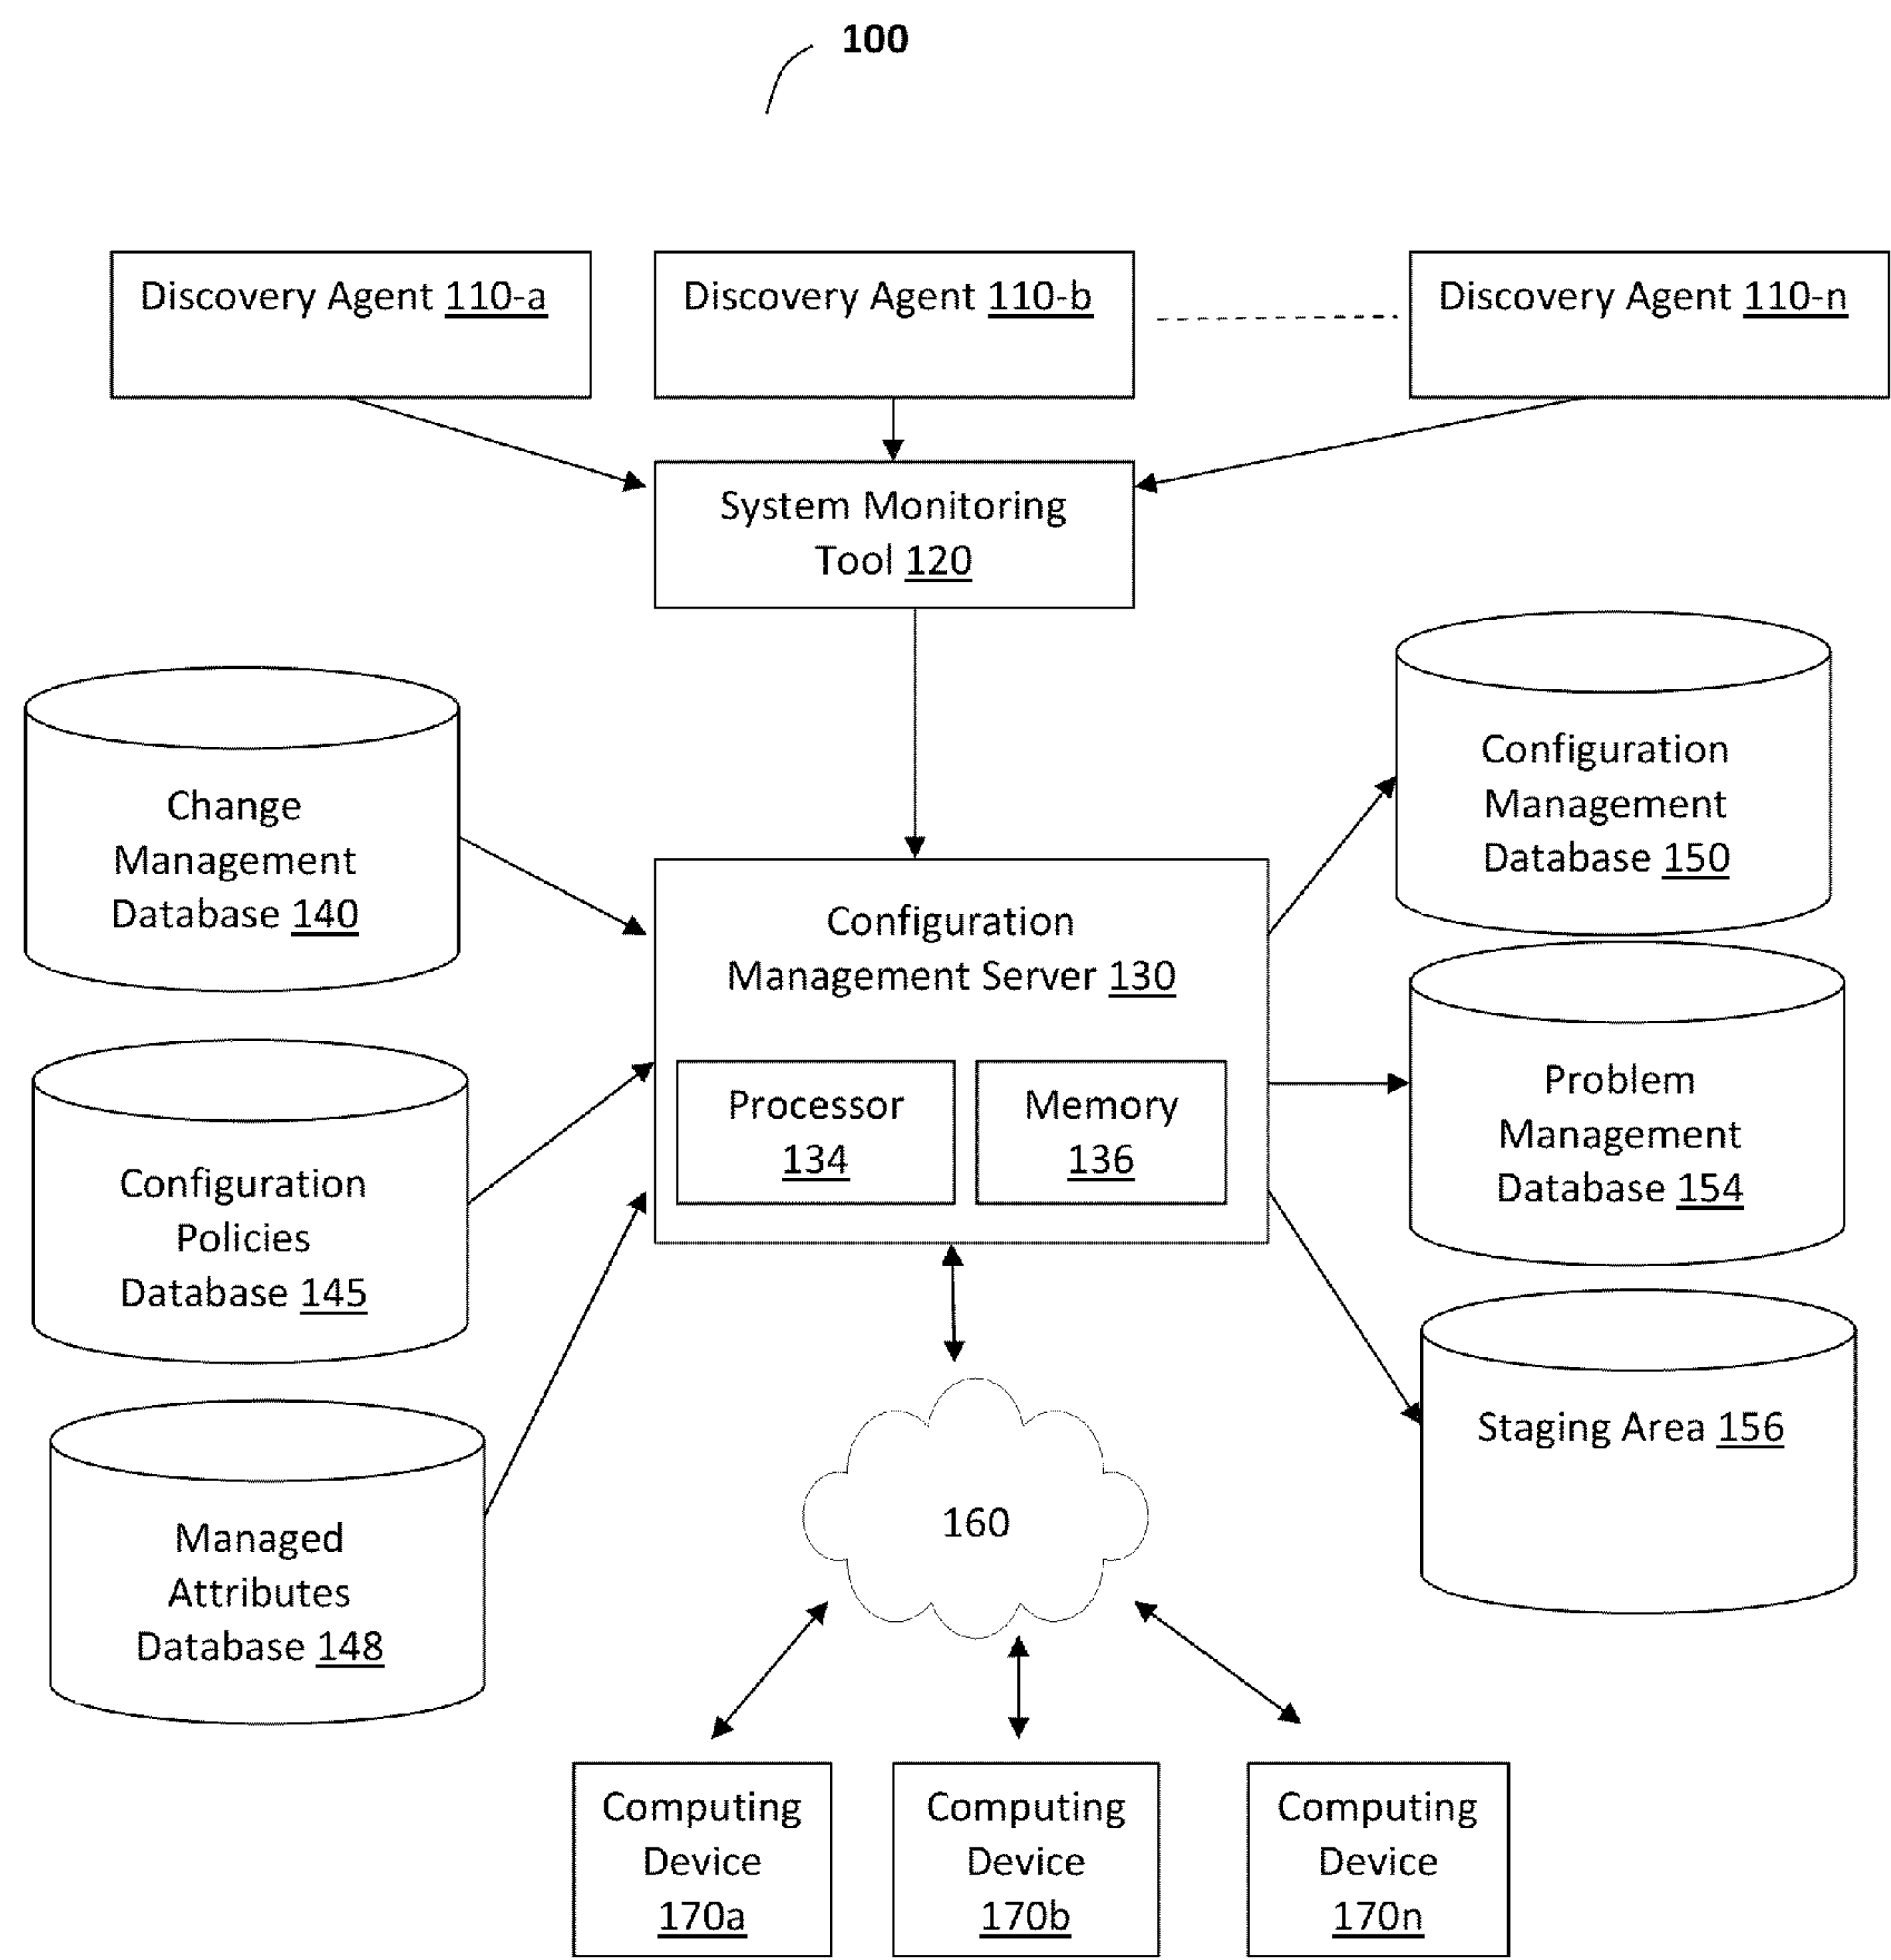 100
Discovery Agent 110-a
Discovery Agent 110-b
Discovery Agent 110-n
System Monitoring
Tool 120
Change
Management
Database 140
Configuration
Policies
Database 145
Managed
Attributes
Database 148
Configuration
Management Server 130
Processor
134
Memory
136
Configuration
Management
Database 150
Problem
Management
Database 154
Staging Area 156
160
Computing
Device
170a
Computing
Device
170b
Computing
Device
170n